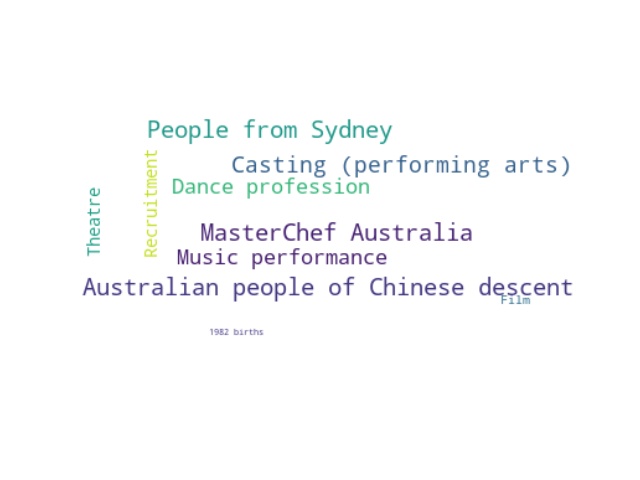 People from Sydney
Casting (performing arts)
Recruitment
Dance profession
Theatre
MasterChef Australia
Music performance
Australian people of Chinese descent
Film
1982 births